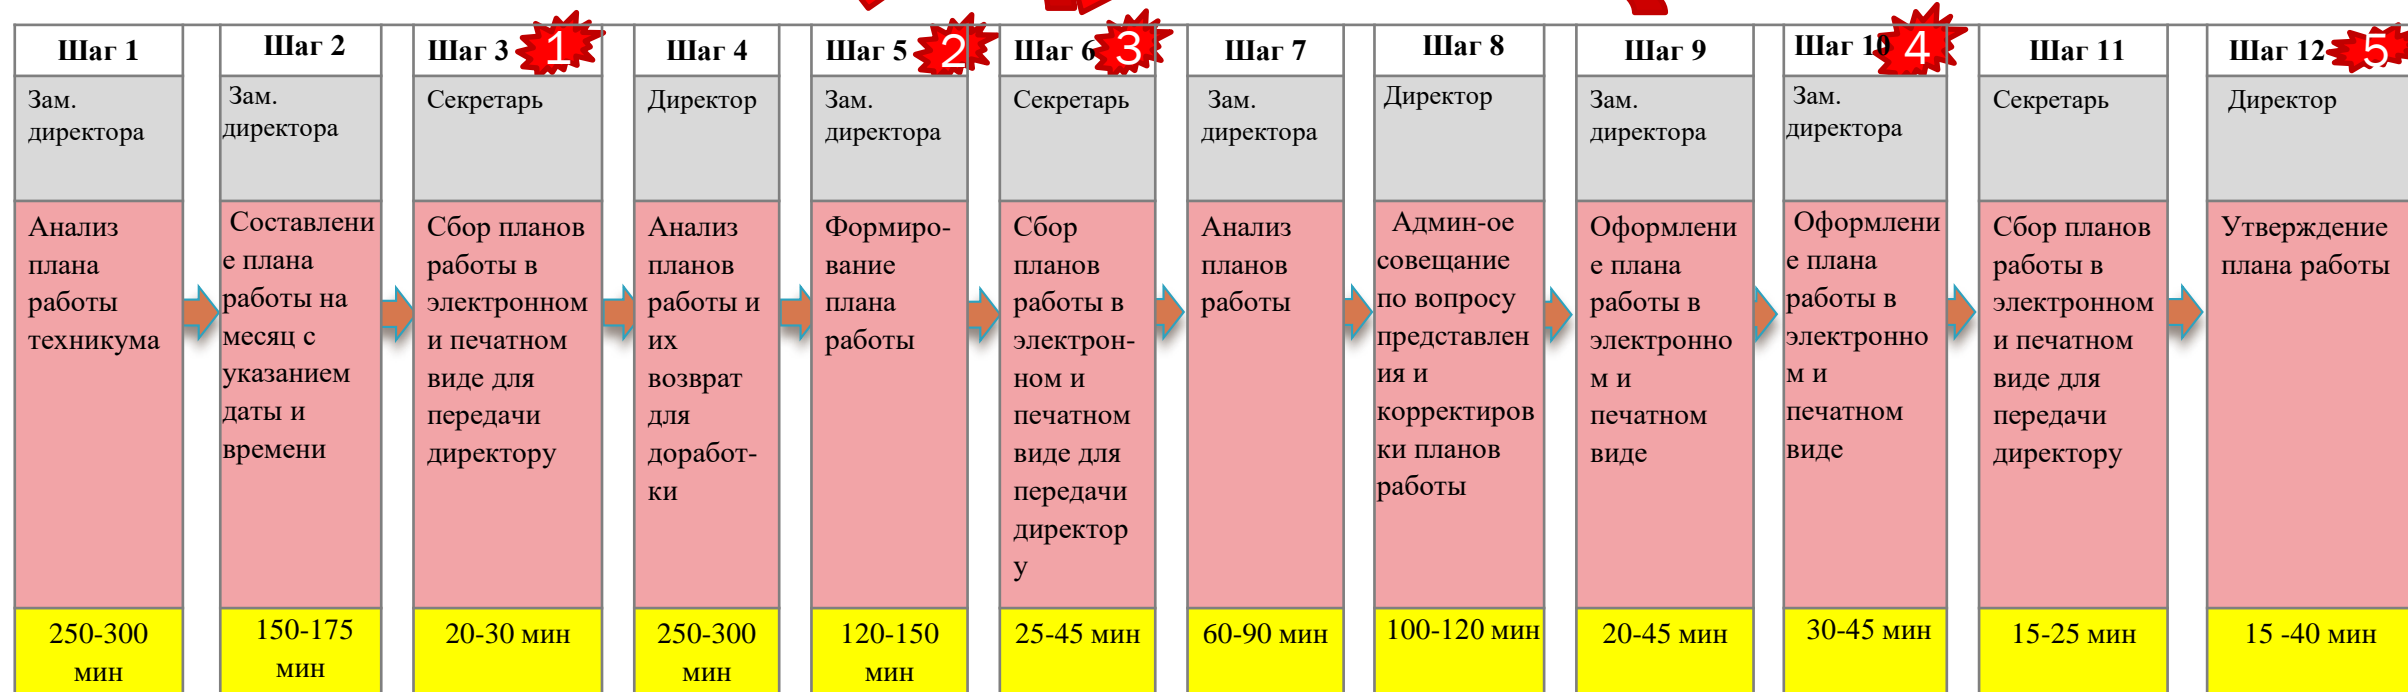 Шаг 1
Зам.
директора
Анализ
плана
работы
техникума
250-300
мин
Шаг 2
Зам.
директора
Составлени
е плана
работы на
месяц с
указанием
даты и
времени
150-175
мин
Шаг 3
1
Секретарь
Сбор планов
работы в
электронном
и печатном
виде для
передачи
директору
20-30 мин
Шаг 4
Директор
Анализ
планов
работы и
их
возврат
для
доработ-
ки
250-300
мин
Шаг 5
2
Зам.
директора
Формиро-
вание
плана
работы
120-150
мин
Шаг 6
3
Секретарь
Сбор
планов
работы в
электрон-
ном и
печатном
виде для
передачи
директор
у
25-45 мин
Шаг 7
Зам.
директора
Анализ
планов
работы
60-90 мин
Шаг 8
Директор
Админ-ое
совещание
по вопросу
представлен
ия и
корректиров
ки планов
работы
100-120 мин
Шаг 9
Зам.
директора
Оформлени
е плана
работы в
электронно
м и
печатном
виде
20-45 мин
Шаг 10
4
Зам.
директора
Оформлени
е плана
работы в
электронно
м и
печатном
виде
30-45 мин
Шаг 11
Секретарь
Сбор планов
работы в
электронном
и печатном
виде для
передачи
директору
15-25 мин
Шаг 12
5
Директор
Утверждение
плана работы
15 -40 мин